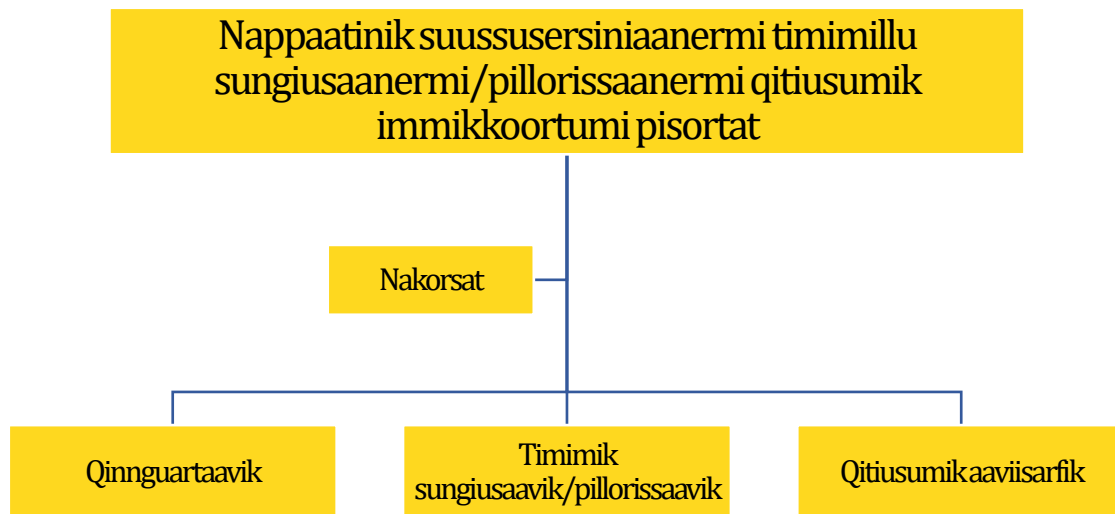 Nappaatinik suussusersiniaanermi timimillu
sungiusaanermi/pillorissaanermi qitiusumik
immikkoortumi pisortat
Nakorsat
Qinnguartaavik
Timimik
sungiusaavik/pillorissaavik
Qitiusumik aaviisarfik